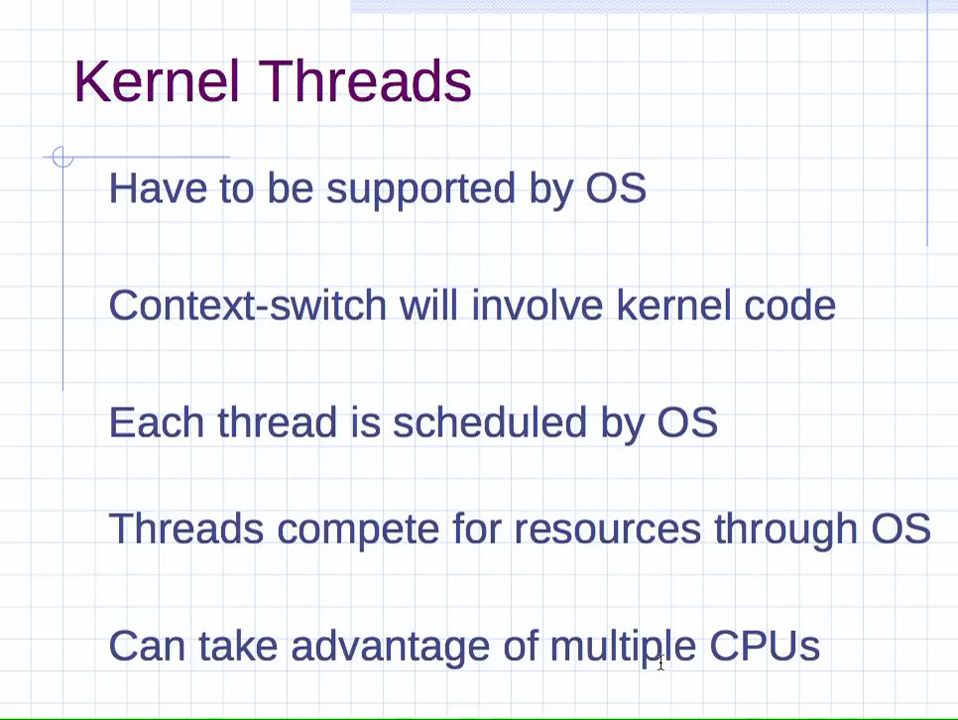 Kernel Threads
Have to be supported by OS
Context-switch will involve kernel code
Each thread is scheduled by OS
Threads compete for resources through OS
Can take advantage of multiple CPUs